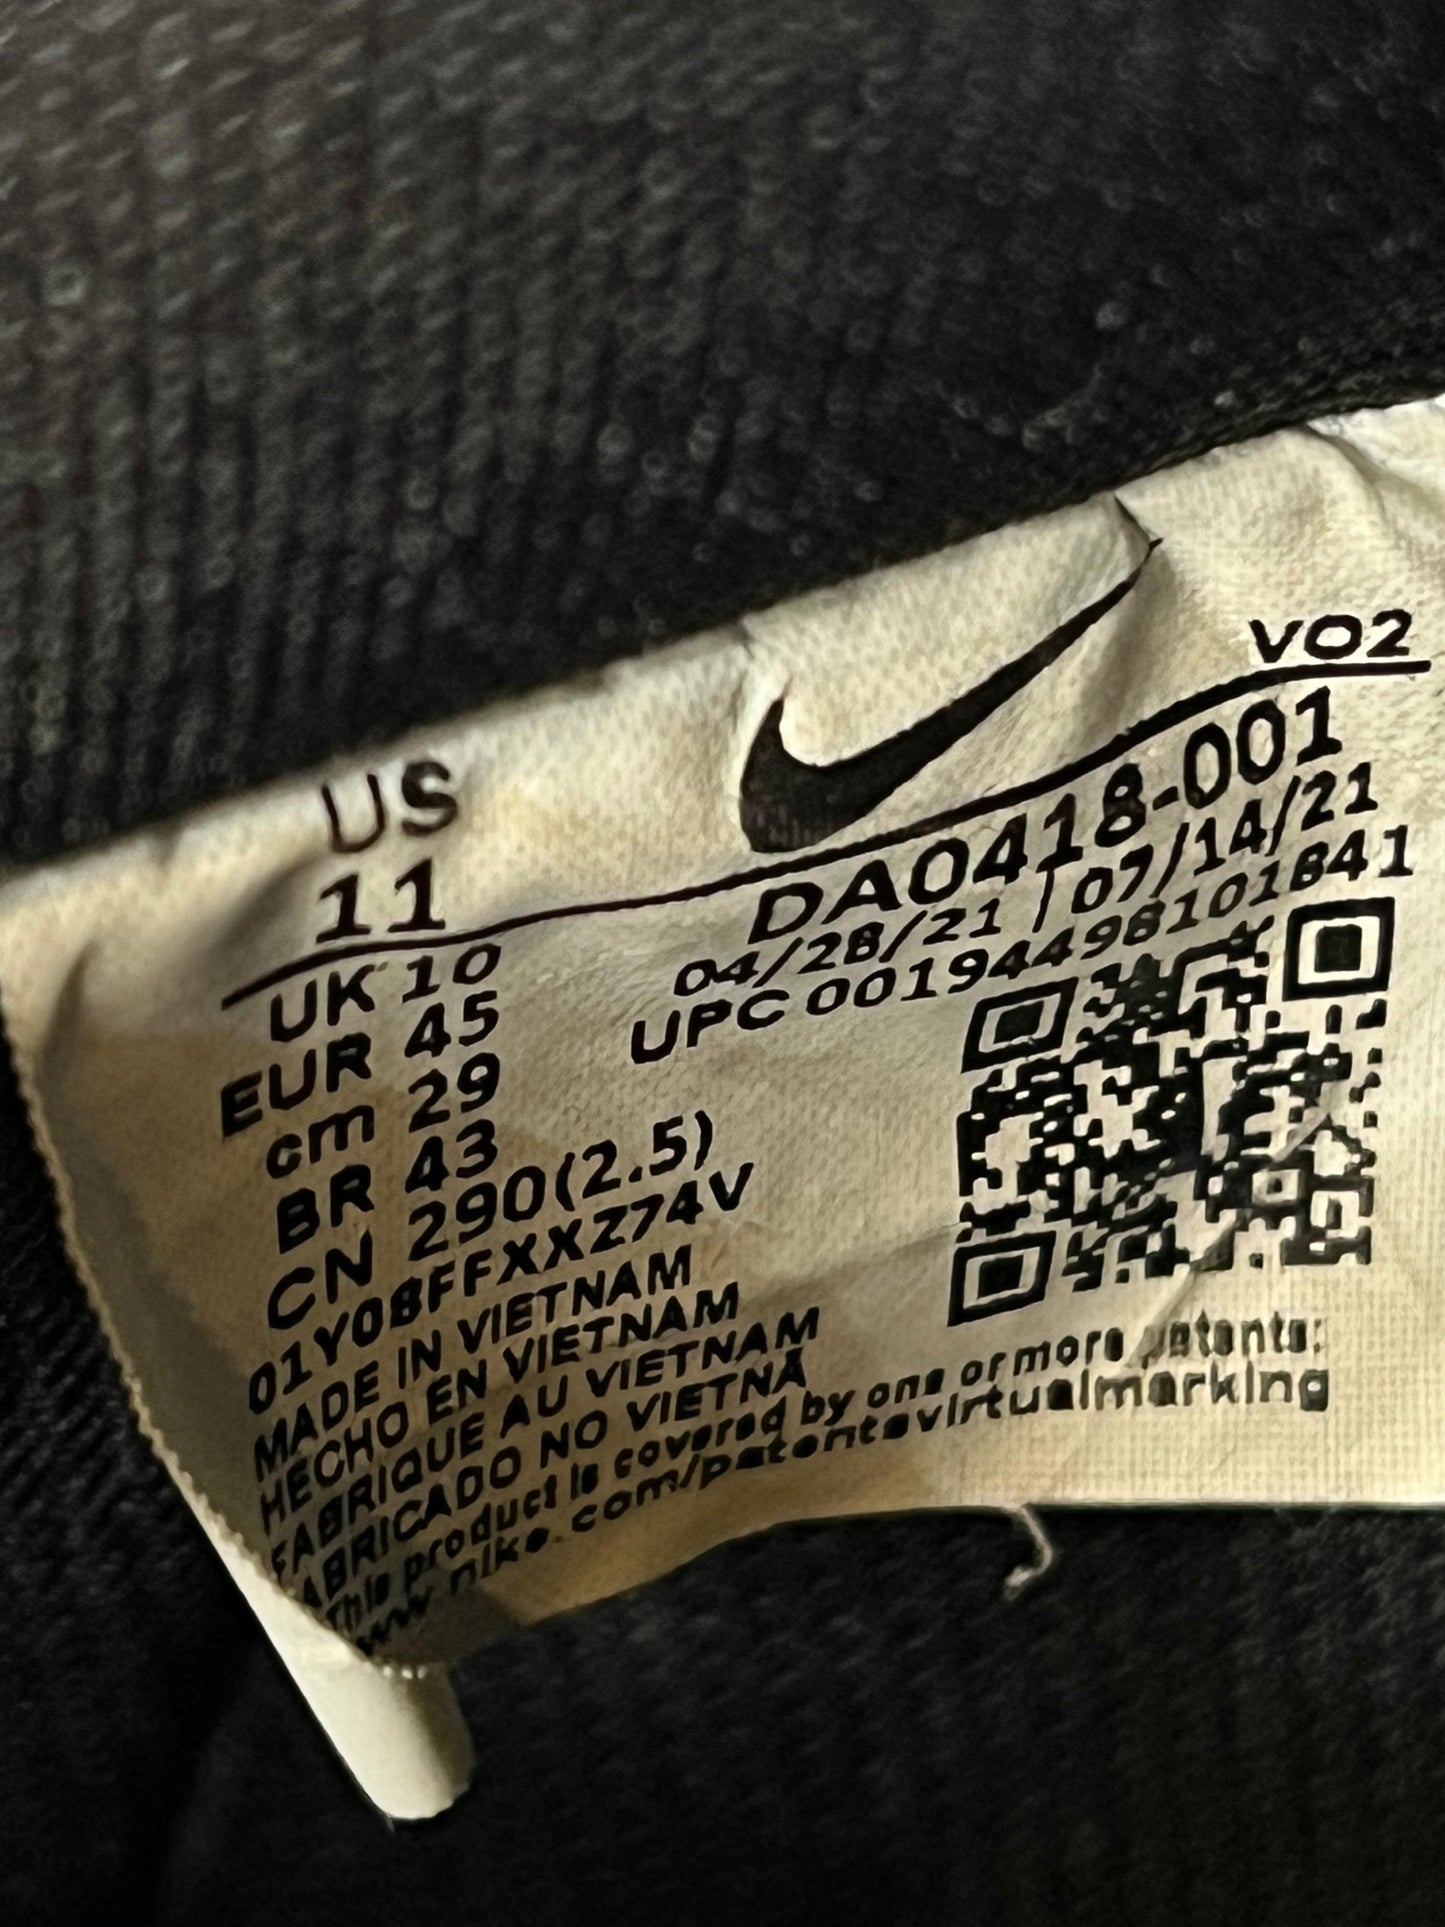 US
11
UK 10
EUR 45
cm 29
BR 43
CN 290(2.5)
01Y08FFXXZ74V
MADE IN VIETNAM
HECHO EN VIETNAM
FABRIQUE AU VIETNAM
FABRICADO NO VIETNÃ
This product is covered by one or more patents:
www.nike.com/patentsvirtualmarking
VO2
DA0418-001
04/28/21 | 07/14/21
UPC 00194498101841